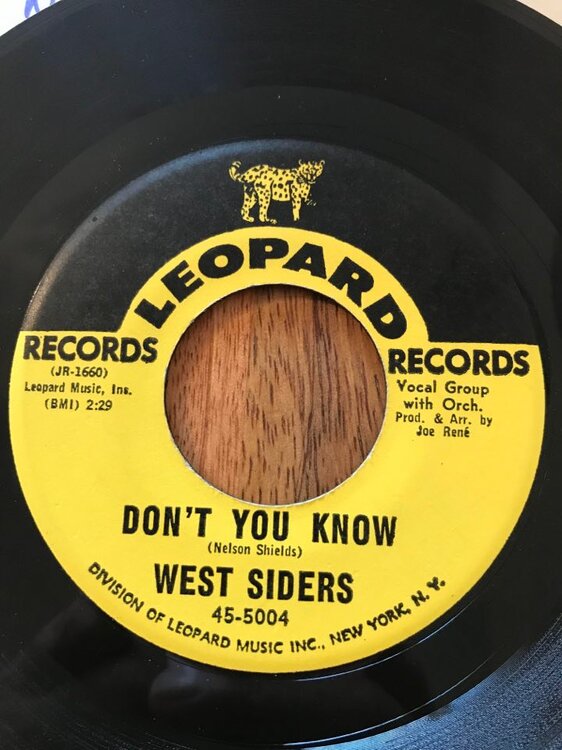 LEOPARD
RECORDS
(JR-1660)
Leopard Music, Inc.
(BMI) 2:29
RECORDS
Vocal Group
with Orch.
Prod. & Arr. by
Joe René
DON'T YOU KNOW
(Nelson Shields)
WEST SIDERS
45-5004
DIVISION OF LEOPARD MUSIC INC., NEW YORK, N. Y.